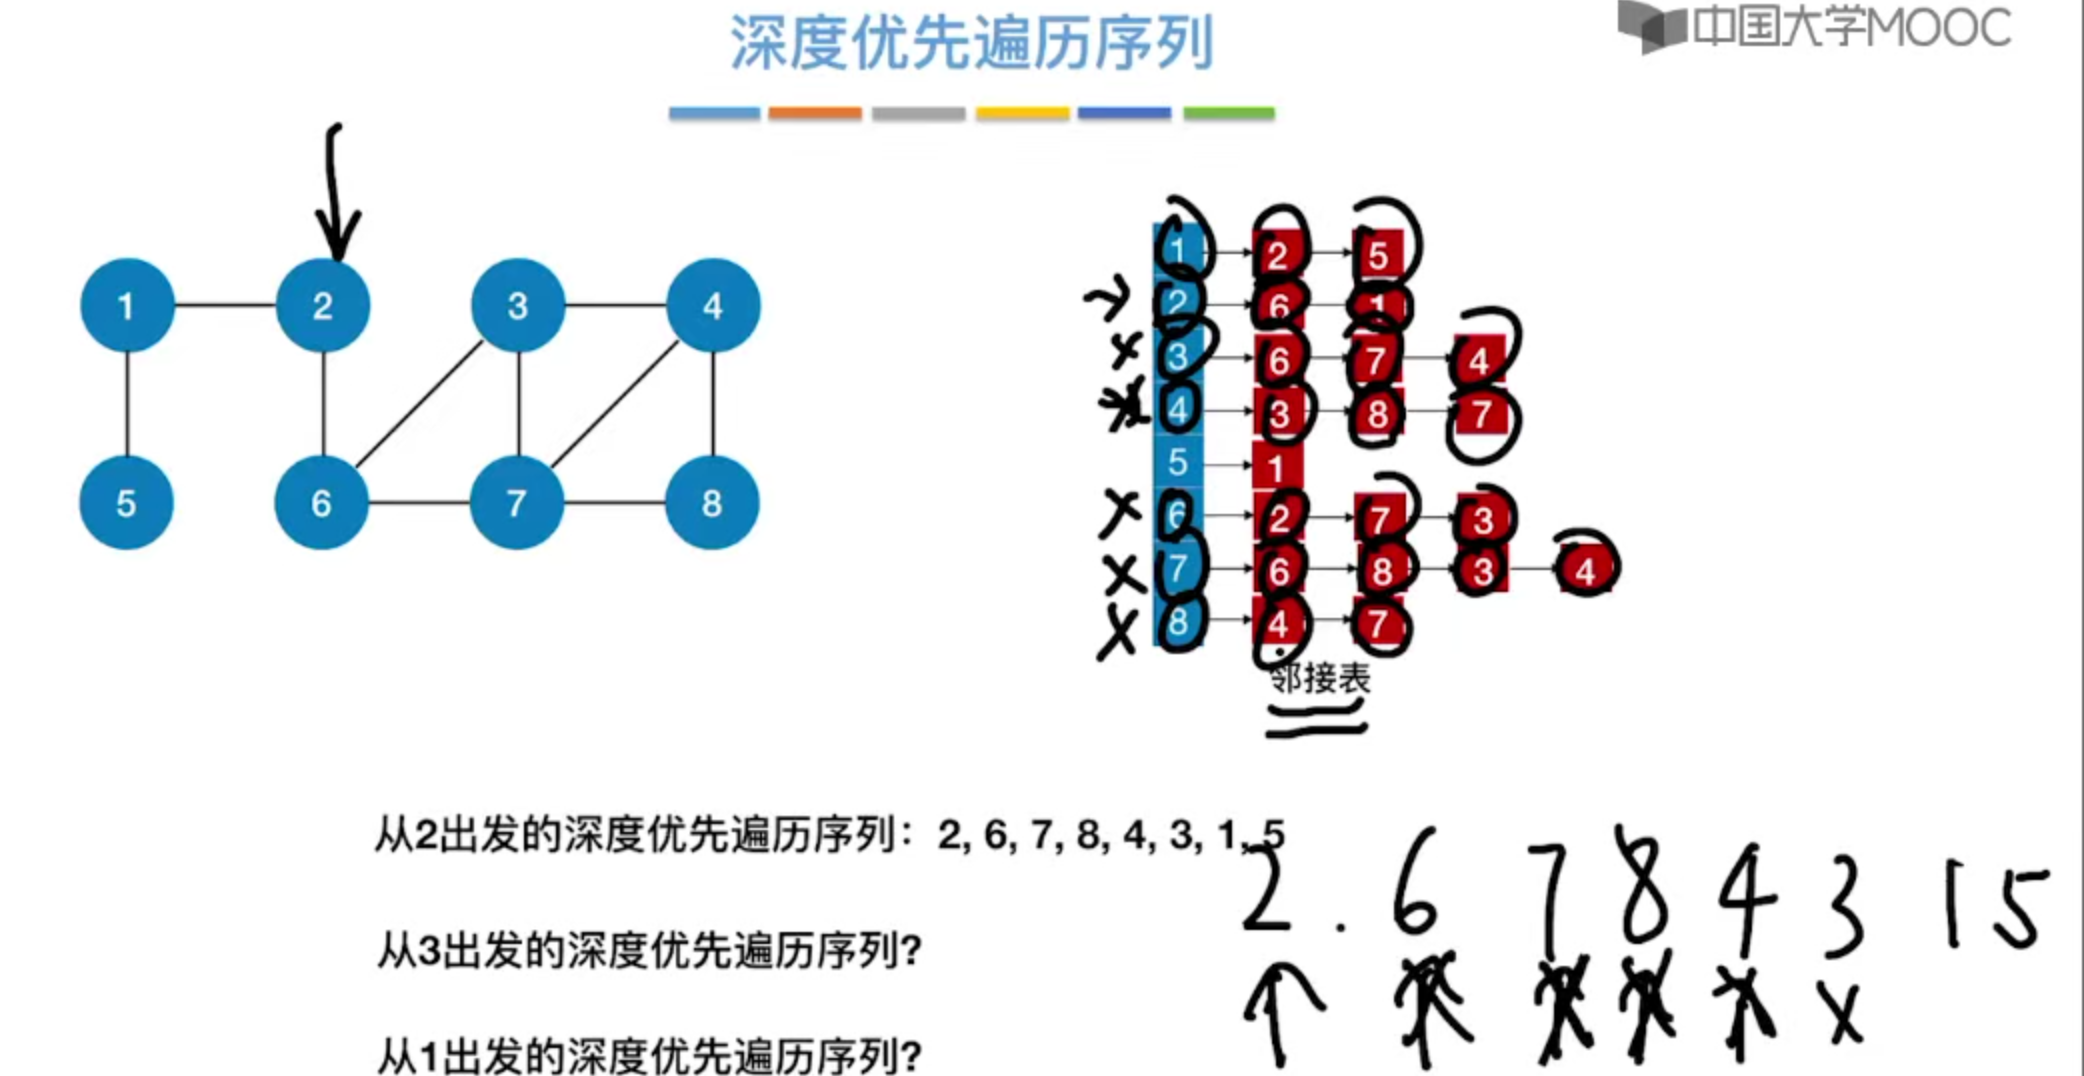 深度优先遍历序列
中国大学MOOC
1 2 3 4
5 6 7 8
1 2 5
2 6 1
3 6 7 4
4 3 8 7
5 1
6 2 7 3
7 6 8 3 4
8 4 7
邻接表
从2出发的深度优先遍历序列：2, 6, 7, 8, 4, 3, 1, 5
2 . 6 7 8 4 3 1 5
从3出发的深度优先遍历序列?
从1出发的深度优先遍历序列?